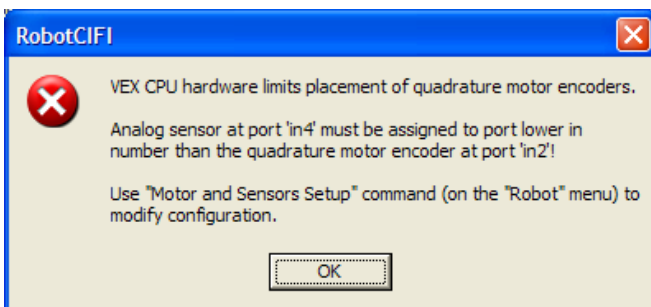 RobotCIFI
VEX CPU hardware limits placement of quadrature motor encoders.
Analog sensor at port 'in4' must be assigned to port lower in
number than the quadrature motor encoder at port 'in2'!
Use "Motor and Sensors Setup" command (on the "Robot" menu) to
modify configuration.
OK